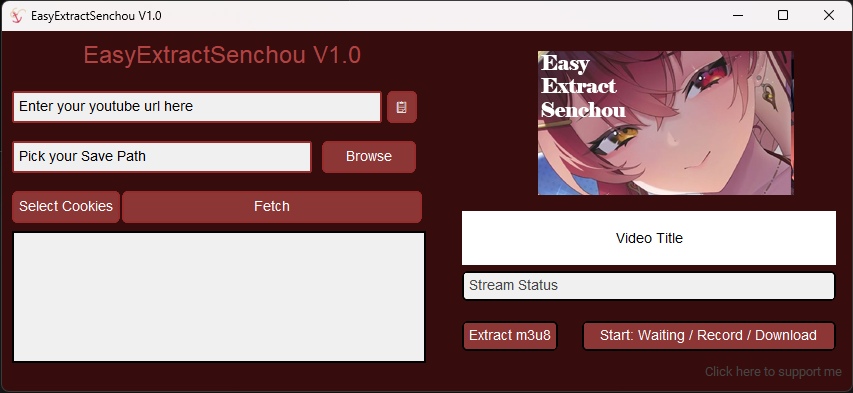 EasyExtractSenchou V1.0
EasyExtractSenchou V1.0
Enter your youtube url here
Pick your Save Path
Browse
Select Cookies
Fetch
Easy
Extract
Senchou
Video Title
Stream Status
Extract m3u8
Start: Waiting / Record / Download
Click here to support me